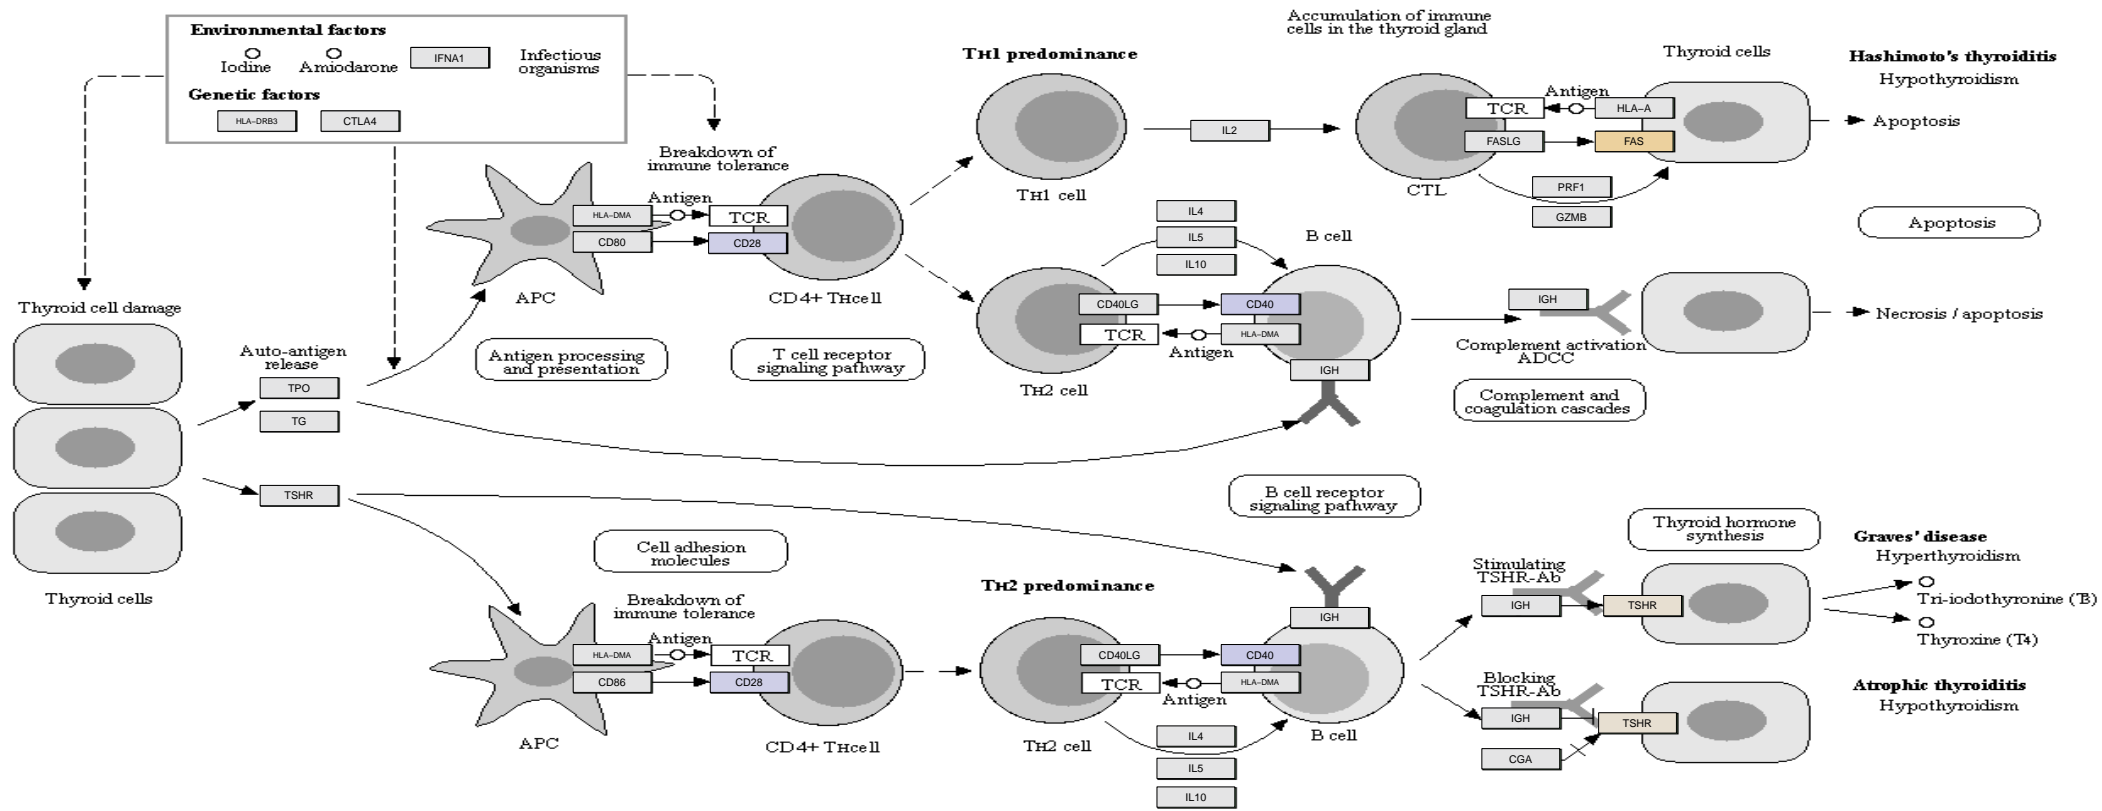 Environmental factors
Iodine
Amiodarone
IFNA1
Infectious
organisms
Genetic factors
HLA-DRB3
CTLA4
Breakdown of
immune tolerance
Antigen
HLA-DMA
TCR
CD80
CD28
APC
CD4+ THcell
TH1 predominance
TH1 cell
IL2
Accumulation of immune
cells in the thyroid gland
Thyroid cells
CTL
TCR
Antigen
HLA-A
FASLG
FAS
PRF1
GZMB
Hashimoto's thyroiditis
Hypothyroidism
Apoptosis
Apoptosis
IL4
IL5
IL10
B cell
CD40LG
CD40
TCR
HLA-DMA
Antigen
TH2 cell
IGH
IGH
Complement activation
ADCC
Necrosis / apoptosis
Complement and
coagulation cascades
Thyroid cell damage
Thyroid cells
Auto-antigen
release
TPO
TG
TSHR
Antigen processing
and presentation
T cell receptor
signaling pathway
B cell receptor
signaling pathway
Cell adhesion
molecules
Breakdown of
immune tolerance
Antigen
HLA-DMA
TCR
CD86
CD28
APC
CD4+ THcell
TH2 predominance
IGH
CD40LG
CD40
TCR
HLA-DMA
Antigen
TH2 cell
B cell
IL4
IL5
IL10
Thyroid hormone
synthesis
Stimulating
TSHR-Ab
IGH
TSHR
Graves' disease
Hyperthyroidism
Tri-iodothyronine (T3)
Thyroxine (T4)
Blocking
TSHR-Ab
IGH
TSHR
CGA
Atrophic thyroiditis
Hypothyroidism